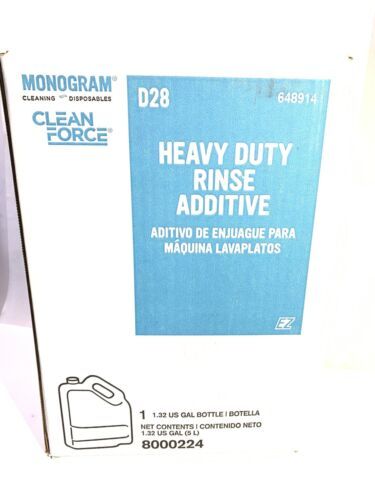 MONOGRAM®
CLEANING AND DISPOSABLES
CLEAN
FORCE®
D28
648914
HEAVY DUTY
RINSE
ADDITIVE
ADITIVO DE ENJUAGUE PARA
MÁQUINA LAVAPLATOS
EZ
1 1.32 US GAL BOTTLE | BOTELLA
NET CONTENTS | CONTENIDO NETO
1.32 US GAL (5 L)
8000224